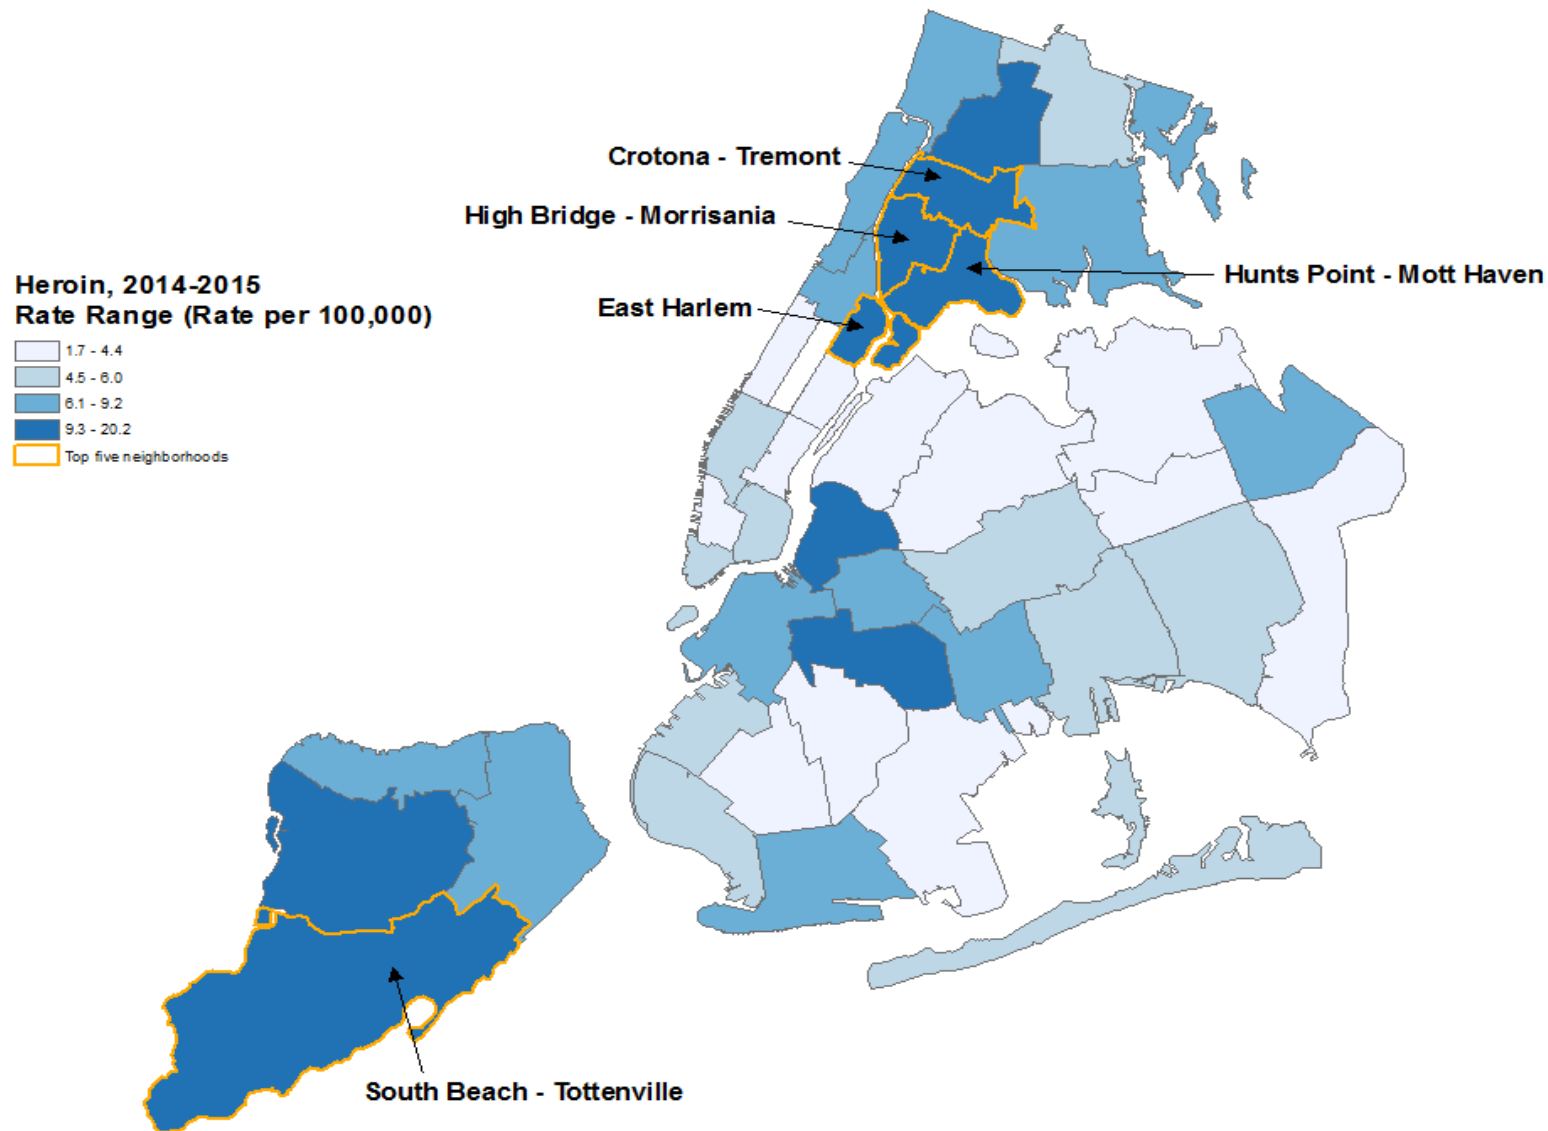 Crotona - Tremont
High Bridge - Morrisania
Hunts Point - Mott Haven
East Harlem
Heroin, 2014-2015
Rate Range (Rate per 100,000)
1.7 - 4.4
4.5 - 6.0
6.1 - 9.2
9.3 - 20.2
Top five neighborhoods
South Beach - Tottenville